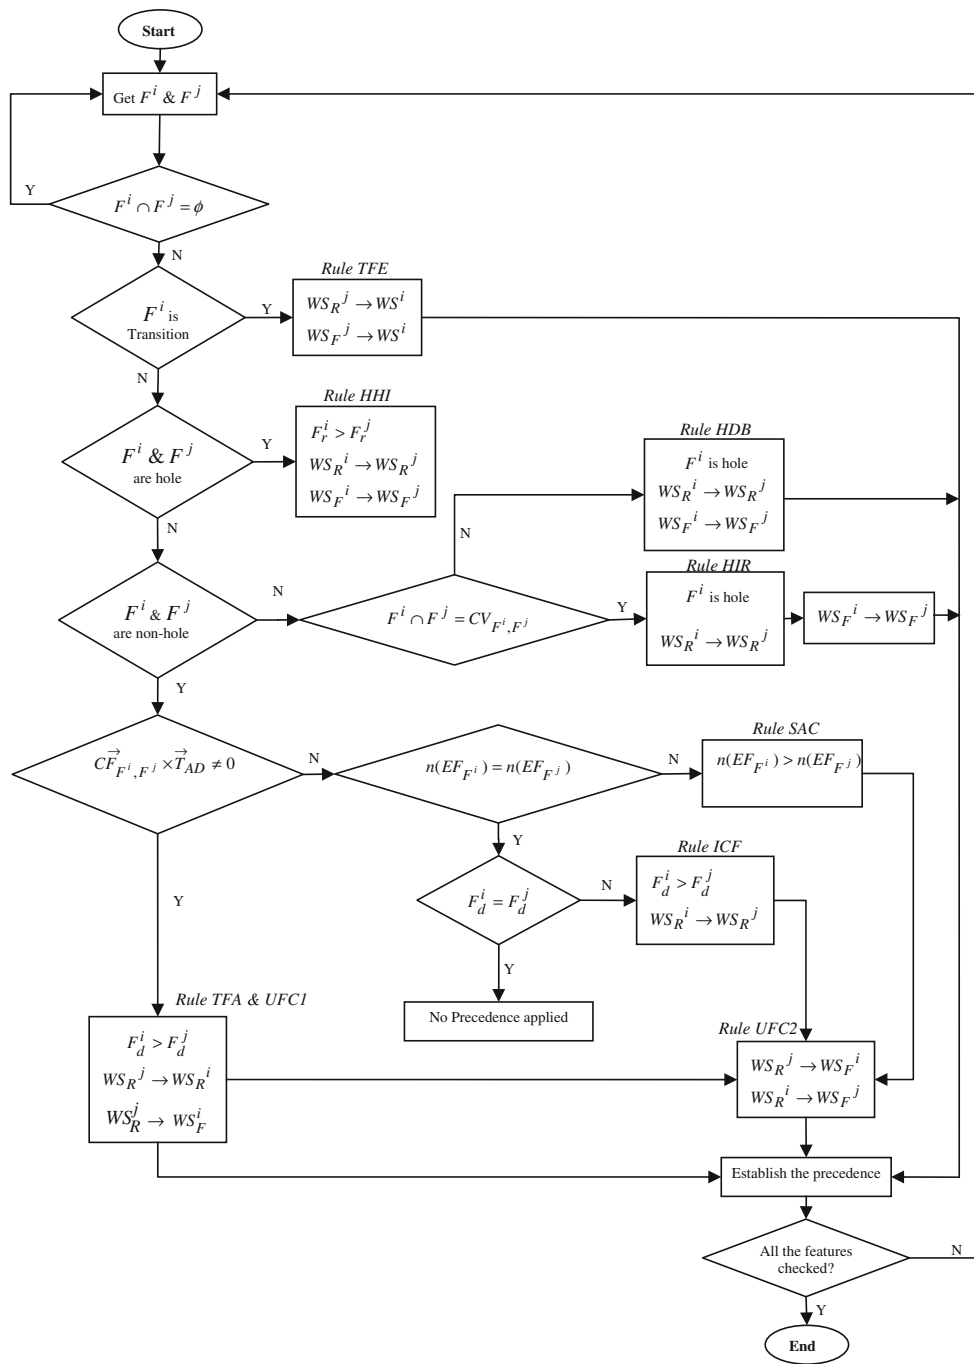 Start
Get F^i & F^j
Y
F^i ∩ F^j = ϕ
N
Rule TFE
F^i is
Transition
Y
WS_R^j → WS^i
WS_F^j → WS^i
N
Rule HHI
F^i & F^j
are hole
Y
F_r^i > F_r^j
WS_R^i → WS_R^j
WS_F^i → WS_F^j
Rule HDB
F^i is hole
WS_R^i → WS_R^j
WS_F^i → WS_F^j
N
N
Rule HIR
F^i & F^j
are non-hole
N
F^i ∩ F^j = CV_{F^i, F^j}
Y
F^i is hole
WS_R^i → WS_R^j
WS_F^i → WS_F^j
Y
Rule SAC
\vec{CF}_{F^i, F^j} × \vec{T}_{AD} ≠ 0
N
n(EF_{F^i}) = n(EF_{F^j})
N
n(EF_{F^i}) > n(EF_{F^j})
Y
Rule ICF
Y
F_d^i = F_d^j
N
F_d^i > F_d^j
WS_R^i → WS_R^j
Y
No Precedence applied
Rule TFA & UFC1
F_d^i > F_d^j
WS_R^j → WS_R^i
WS_R^j → WS_F^i
Rule UFC2
WS_R^j → WS_F^i
WS_R^i → WS_F^j
Establish the precedence
All the features
checked?
N
Y
End